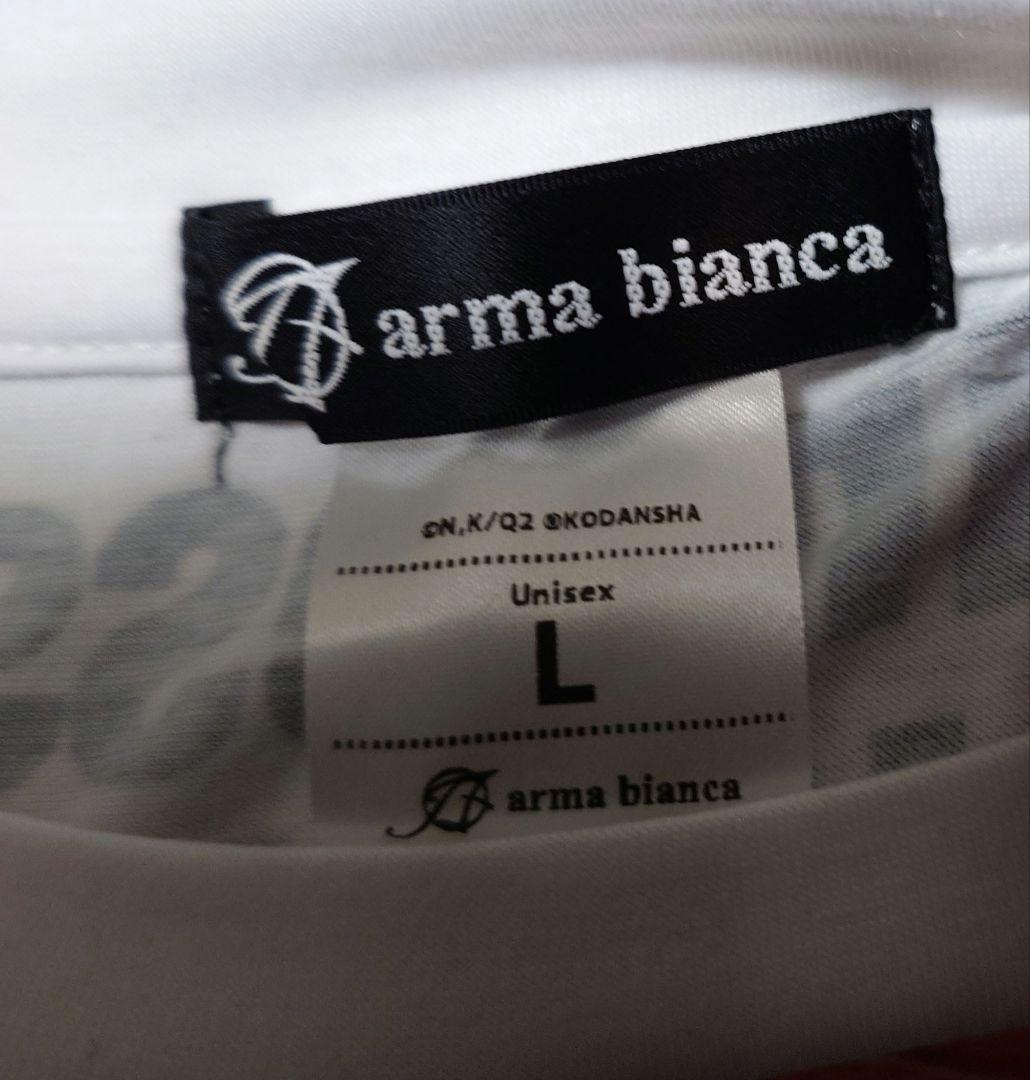 arma bianca
©N,K/Q2 ®KODANSHA
Unisex
L
arma bianca